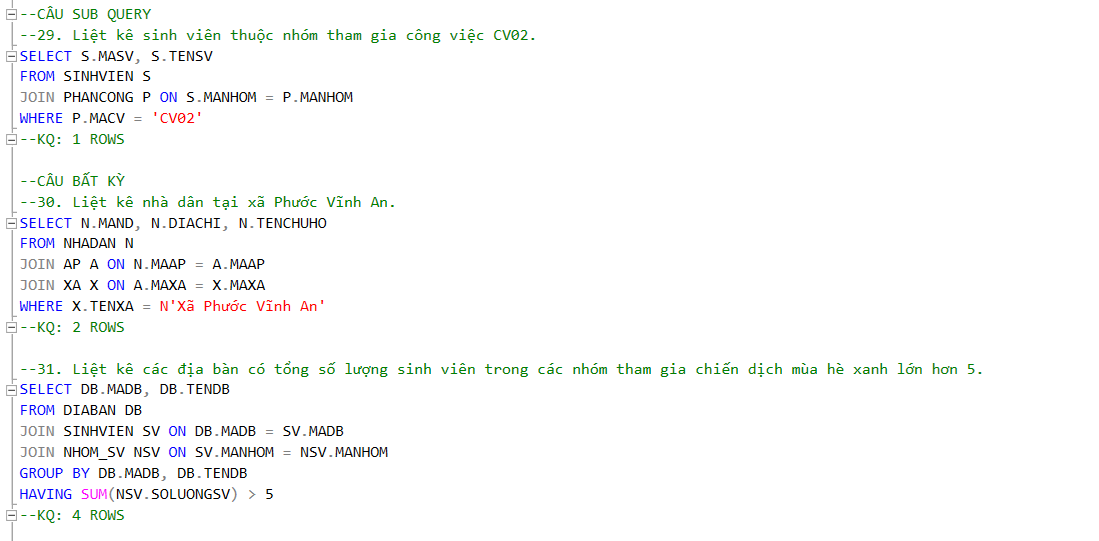 --CÂU SUB QUERY
--29. Liệt kê sinh viên thuộc nhóm tham gia công việc CV02.
SELECT S.MASV, S.TENSV
FROM SINHVIEN S
JOIN PHANCONG P ON S.MANHOM = P.MANHOM
WHERE P.MACV = 'CV02'
--KQ: 1 ROWS
--CÂU BẤT KỲ
--30. Liệt kê nhà dân tại xã Phước Vĩnh An.
SELECT N.MAND, N.DIACHI, N.TENCHUHO
FROM NHADAN N
JOIN AP A ON N.MAAP = A.MAAP
JOIN XA X ON A.MAXA = X.MAXA
WHERE X.TENXA = N'Xã Phước Vĩnh An'
--KQ: 2 ROWS
--31. Liệt kê các địa bàn có tổng số lượng sinh viên trong các nhóm tham gia chiến dịch mùa hè xanh lớn hơn 5.
SELECT DB.MADB, DB.TENDB
FROM DIABAN DB
JOIN SINHVIEN SV ON DB.MADB = SV.MADB
JOIN NHOM_SV NSV ON SV.MANHOM = NSV.MANHOM
GROUP BY DB.MADB, DB.TENDB
HAVING SUM(NSV.SOLUONGSV) > 5
--KQ: 4 ROWS